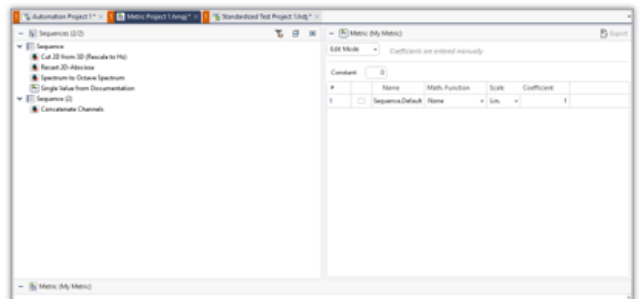 Automation Project 1* Metric Project 1.hmp* Standardized Test Project 1.hstj*
Sequences (2/2)
Sequence
Cut 2D from 3D (Rescale to Hz)
Recast 2D-Abscissa
Spectrum to Octave Spectrum
Single Value from Documentation
Sequence (2)
Concatenate Channels
Metric (My Metric) Export
Edit Mode Coefficients are entered manually
Constant 0
# Name Math. Function Scale Coefficient
1 Sequence.Default None Lin. 1
Metric (My Metric)